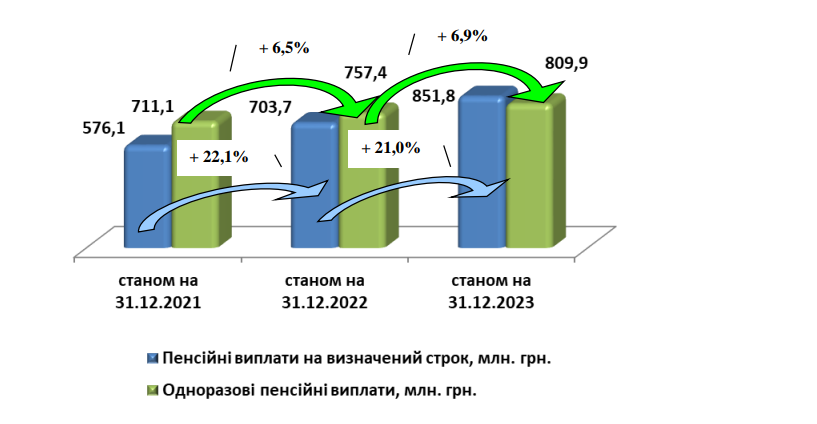 + 6,5%
+ 6,9%
576,1
711,1
703,7
757,4
851,8
809,9
+ 22,1%
+ 21,0%
станом на
31.12.2021
станом на
31.12.2022
станом на
31.12.2023
Пенсійні виплати на визначений строк, млн. грн.
Одноразові пенсійні виплати, млн. грн.